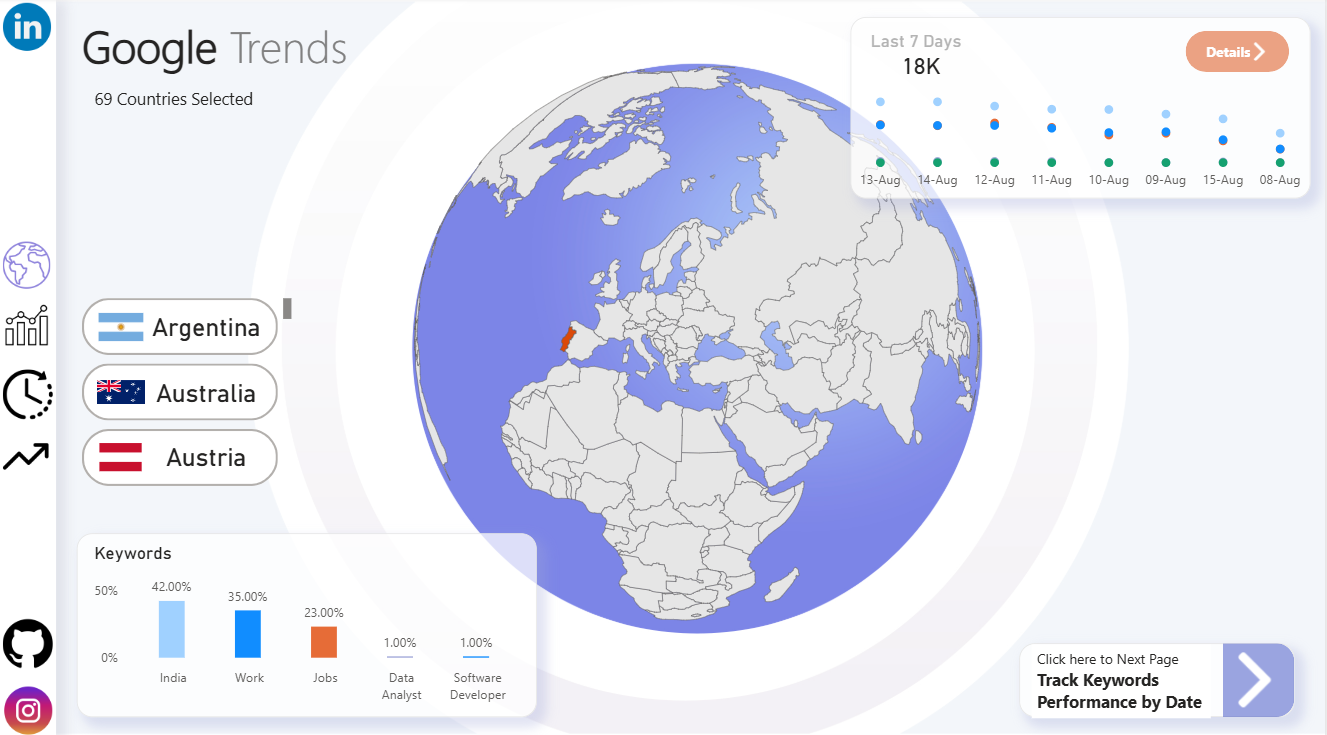 in
Google Trends
69 Countries Selected
Last 7 Days
18K
Details
13-Aug 14-Aug 12-Aug 11-Aug 10-Aug 09-Aug 15-Aug 08-Aug
Argentina
Australia
Austria
Keywords
50%
0%
42.00%
35.00%
23.00%
1.00%
1.00%
India
Work
Jobs
Data
Analyst
Software
Developer
Click here to Next Page
Track Keywords
Performance by Date